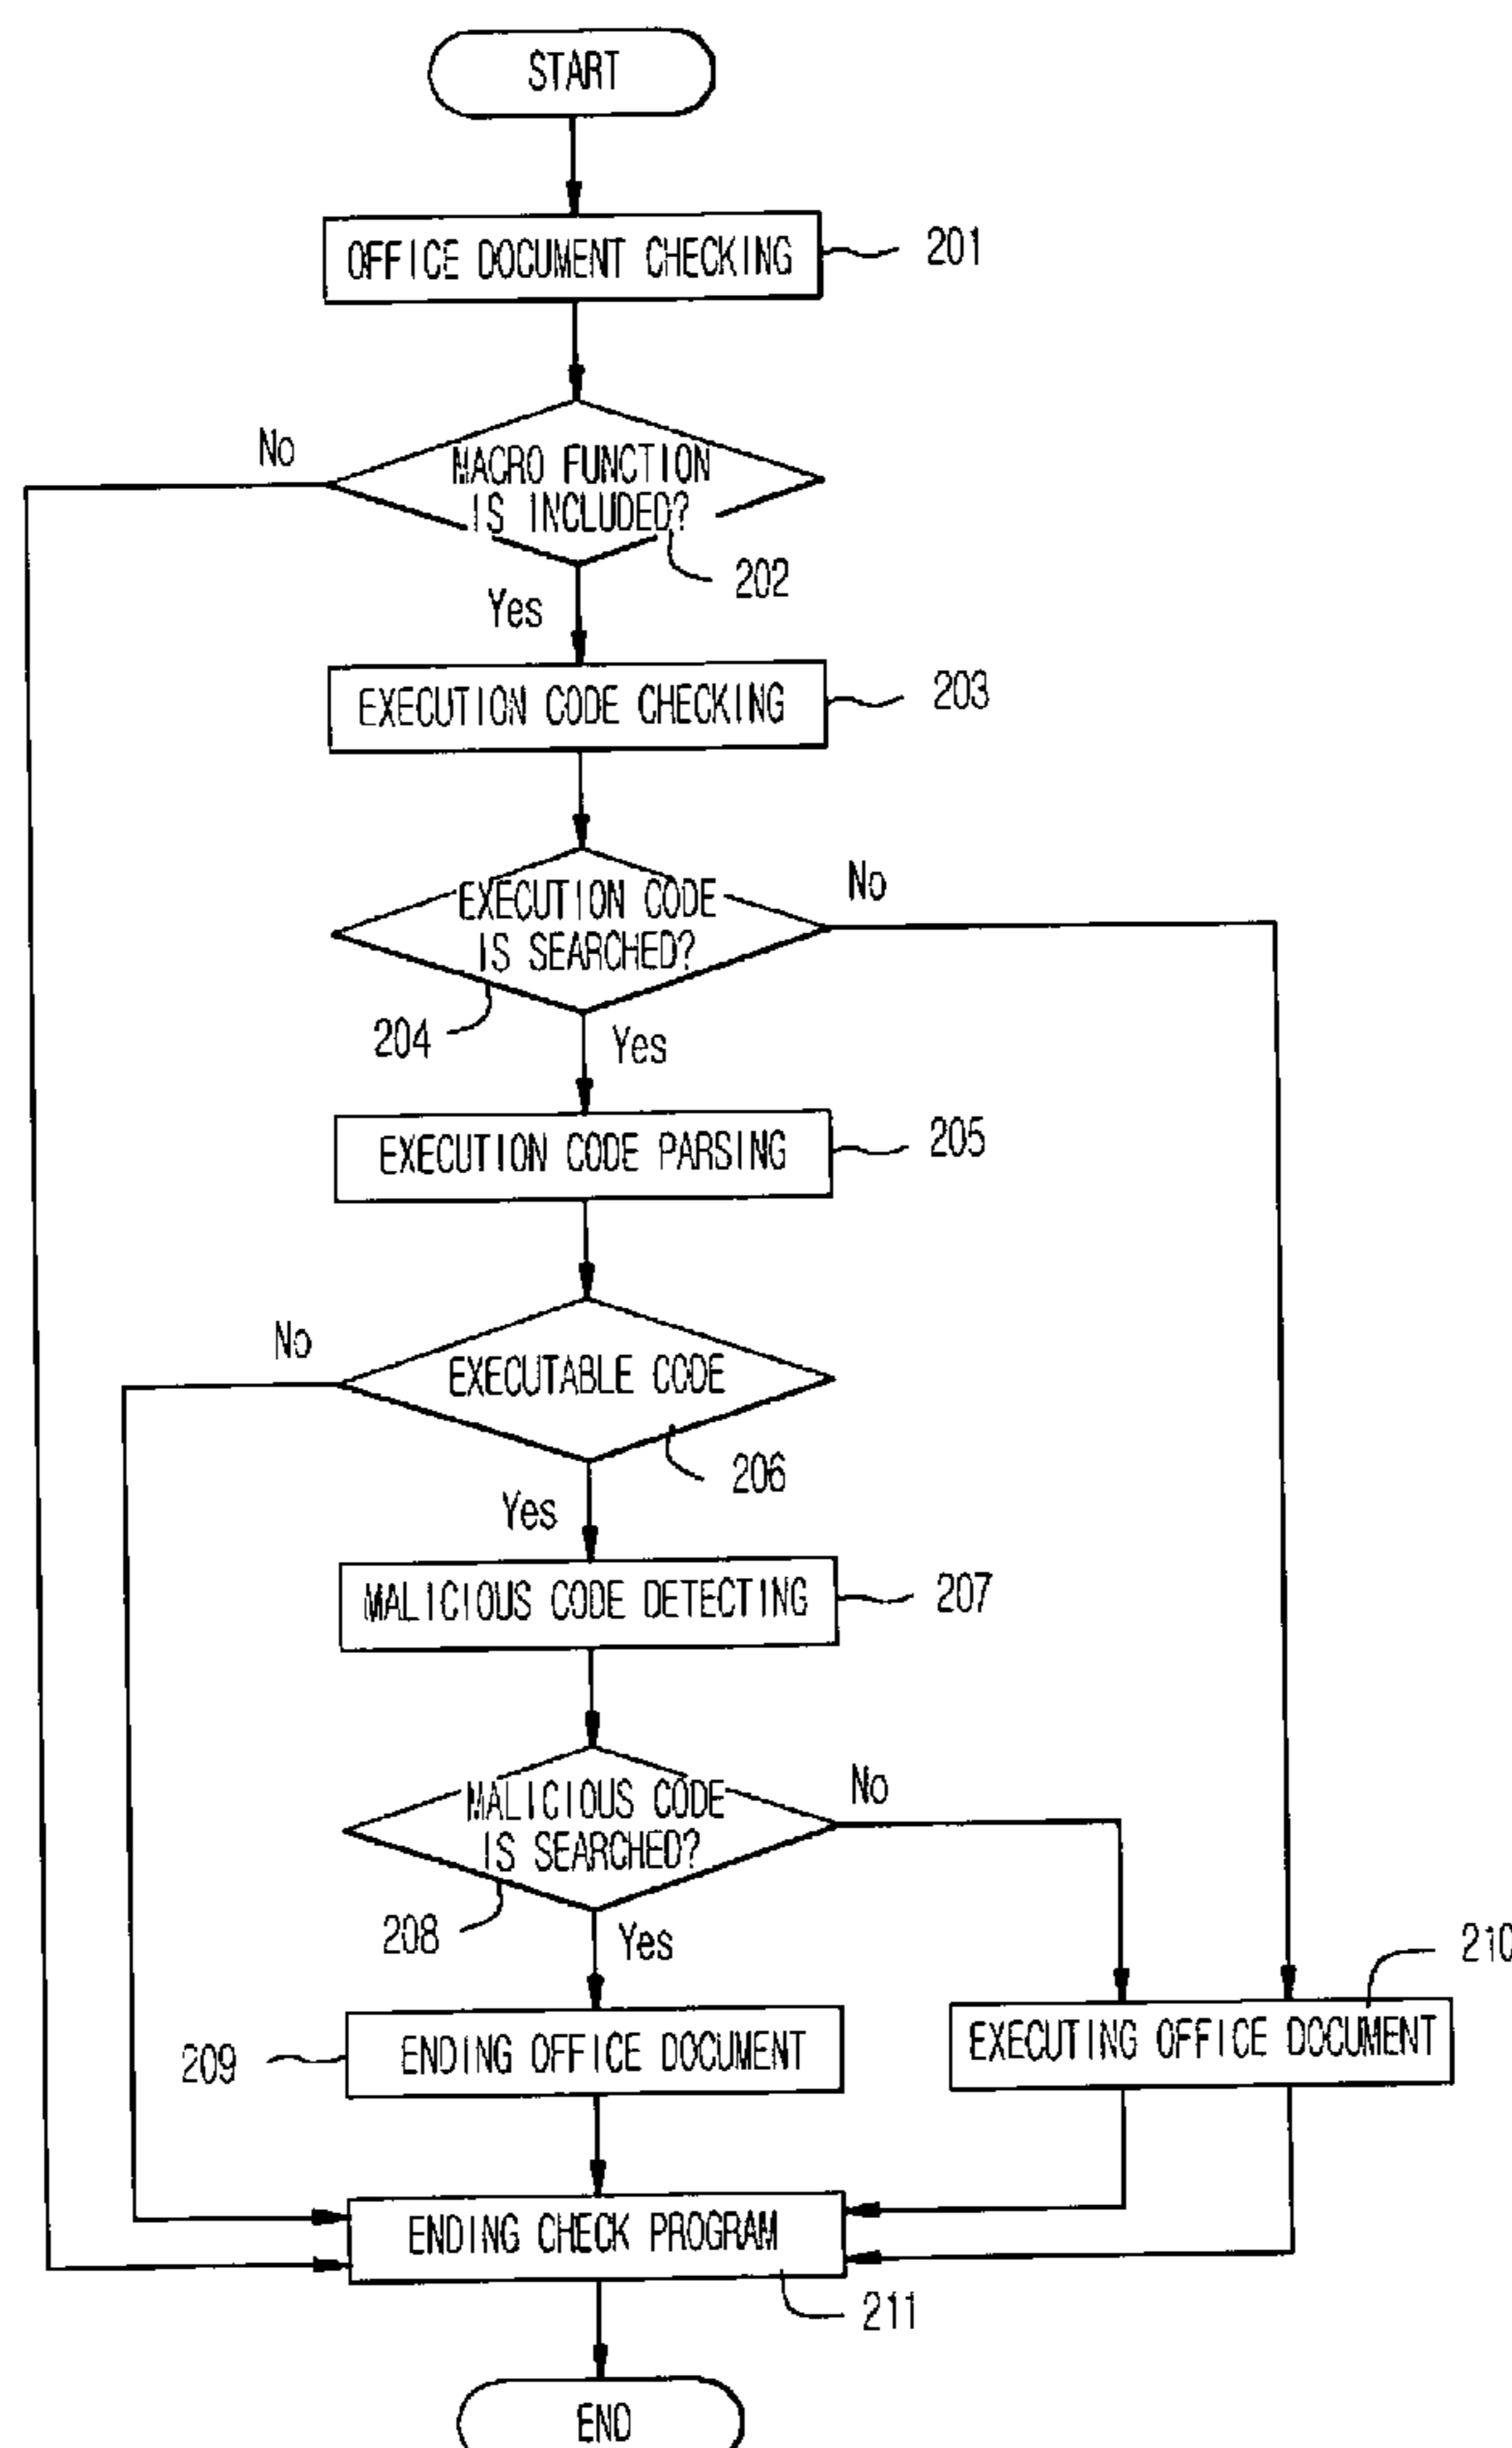 START
OFFICE DOCUMENT CHECKING
201
No
MACRO FUNCTION
IS INCLUDED?
202
Yes
EXECUTION CODE CHECKING
203
EXECUTION CODE
IS SEARCHED?
No
204
Yes
EXECUTION CODE PARSING
205
No
EXECUTABLE CODE
206
Yes
MALICIOUS CODE DETECTING
207
MALICIOUS CODE
IS SEARCHED?
No
208
Yes
210
209
ENDING OFFICE DOCUMENT
EXECUTING OFFICE DOCUMENT
ENDING CHECK PROGRAM
211
END